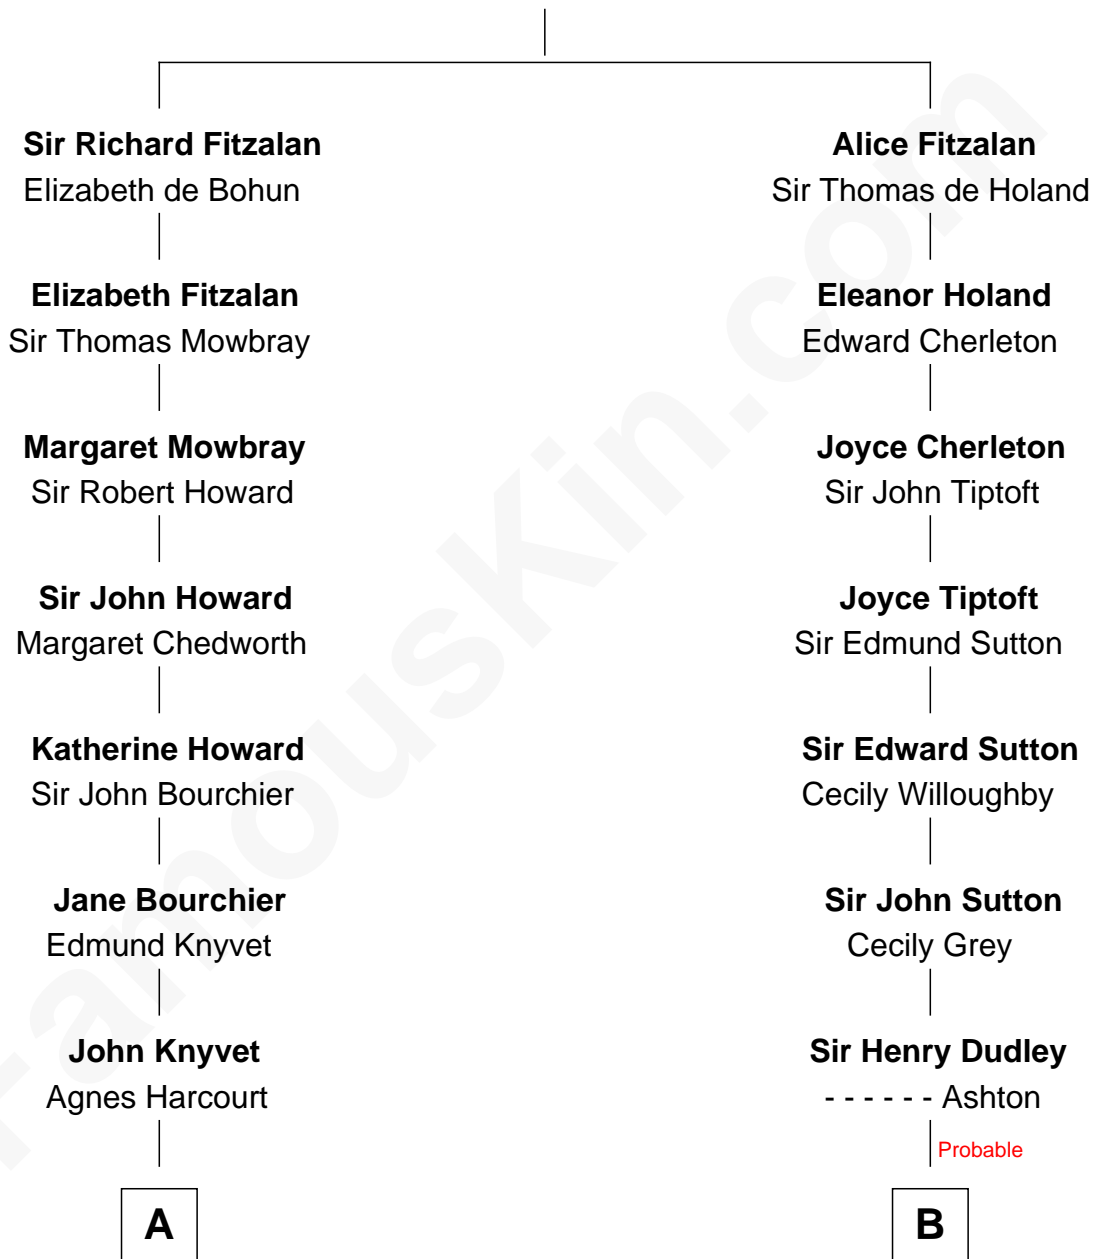 Sir Richard Fitzalan
Elizabeth de Bohun
Alice Fitzalan
Sir Thomas de Holand
Elizabeth Fitzalan
Sir Thomas Mowbray
Eleanor Holand
Edward Cherleton
Margaret Mowbray
Sir Robert Howard
Joyce Cherleton
Sir John Tiptoft
Sir John Howard
Margaret Chedworth
Joyce Tiptoft
Sir Edmund Sutton
Katherine Howard
Sir John Bourchier
Sir Edward Sutton
Cecily Willoughby
Jane Bourchier
Edmund Knyvet
Sir John Sutton
Cecily Grey
John Knyvet
Agnes Harcourt
Sir Henry Dudley
- - - - - - Ashton
Probable
A
B
FamousKin.com